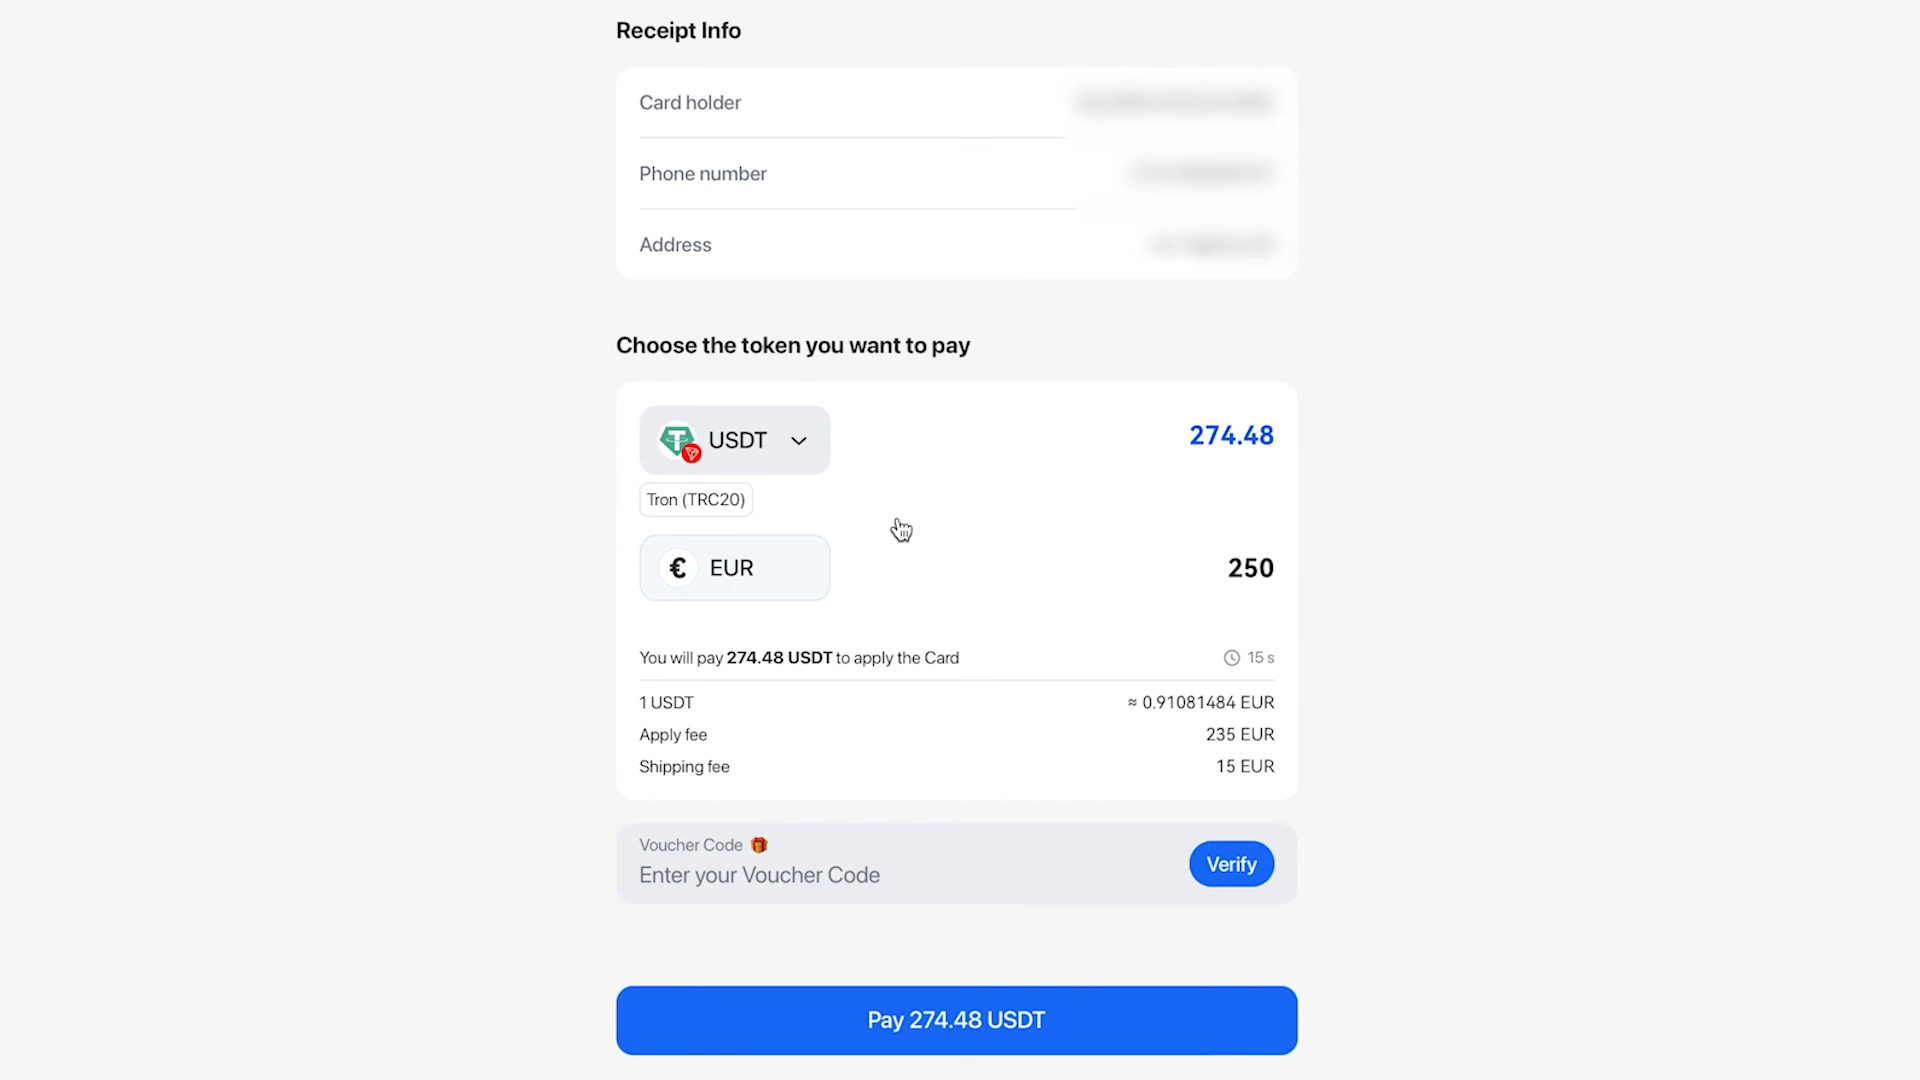 Receipt Info
Card holder
Phone number
Address
Choose the token you want to pay
USDT
274.48
Tron (TRC20)
€ EUR
250
You will pay 274.48 USDT to apply the Card
15 s
1 USDT
≈ 0.91081484 EUR
Apply fee
235 EUR
Shipping fee
15 EUR
Voucher Code 🎁
Enter your Voucher Code
Verify
Pay 274.48 USDT